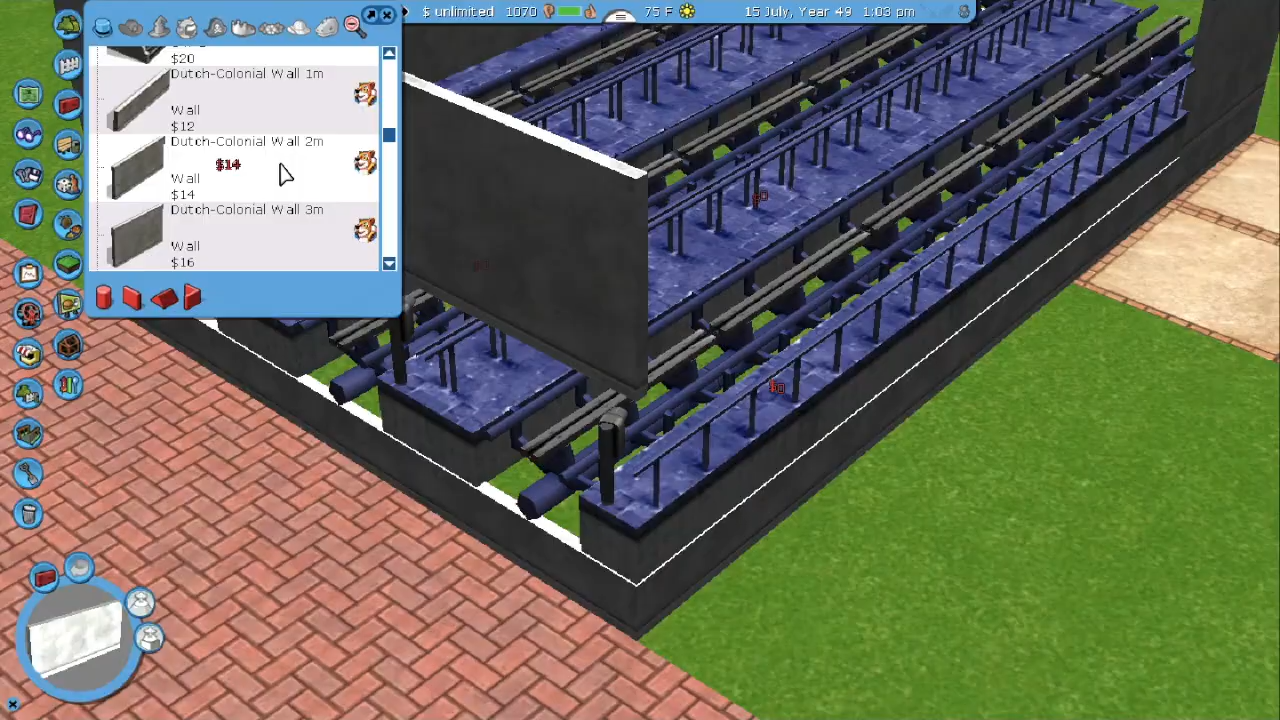 $ unlimited 1070 75 F 15 July, Year 49 1:03 pm
$20
Dutch-Colonial Wall 1m
Wall
$12
Dutch-Colonial Wall 2m
$14
Wall
$14
Dutch-Colonial Wall 3m
Wall
$16